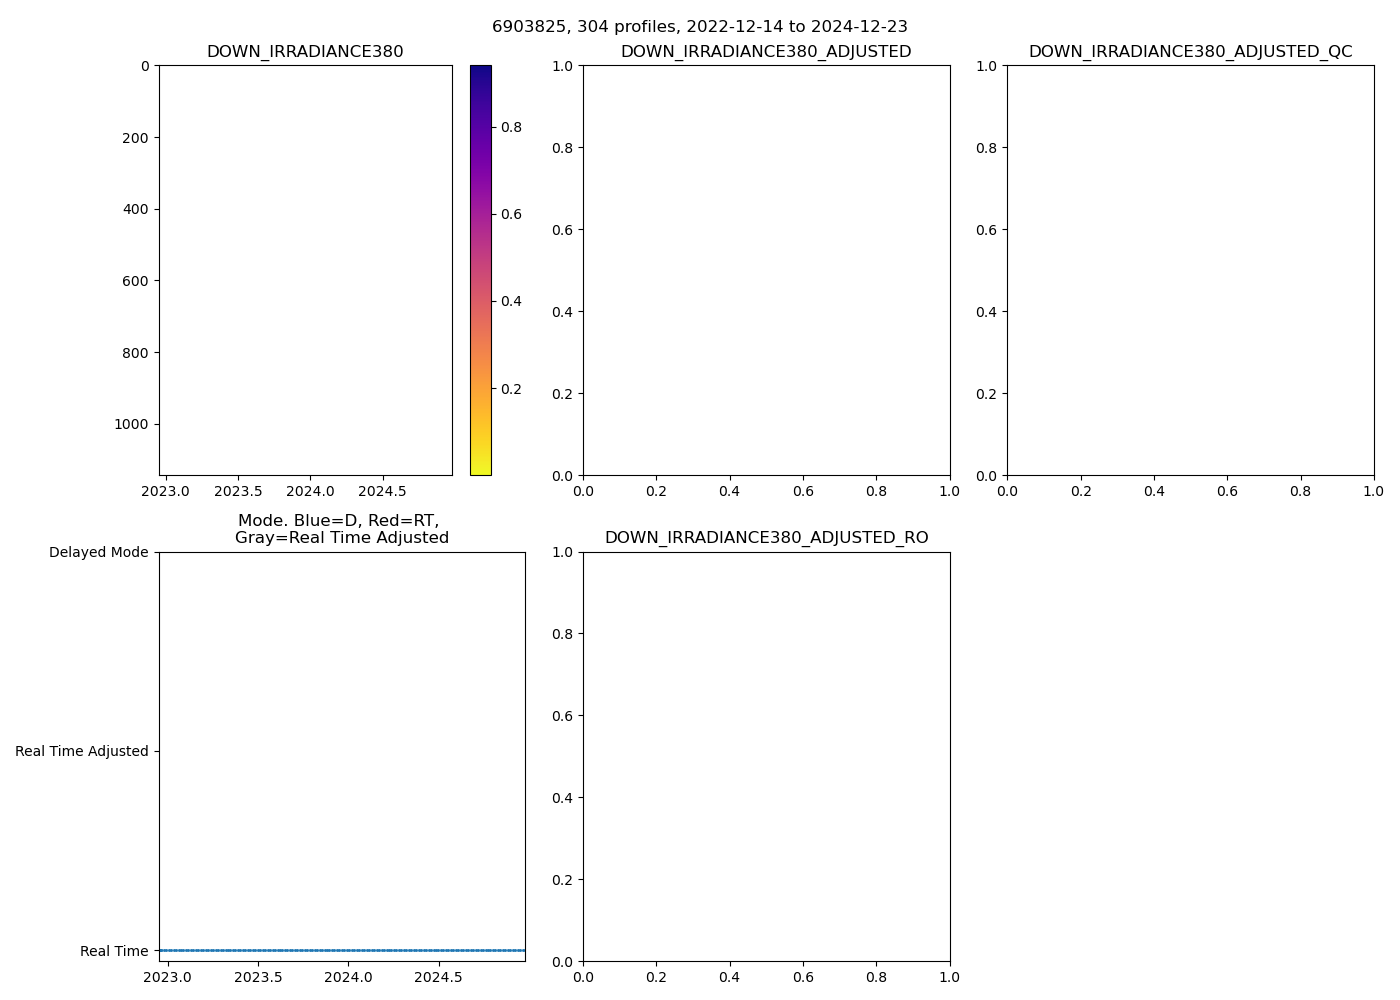 6903825, 304 profiles, 2022-12-14 to 2024-12-23
DOWN_IRRADIANCE380
0
200
400
600
800
1000
2023.0 2023.5 2024.0 2024.5
0.8
0.6
0.4
0.2
DOWN_IRRADIANCE380_ADJUSTED
1.0
0.8
0.6
0.4
0.2
0.0
0.0 0.2 0.4 0.6 0.8 1.0
DOWN_IRRADIANCE380_ADJUSTED_QC
1.0
0.8
0.6
0.4
0.2
0.0
0.0 0.2 0.4 0.6 0.8 1.0
Mode. Blue=D, Red=RT,
Gray=Real Time Adjusted
Delayed Mode
Real Time Adjusted
Real Time
2023.0 2023.5 2024.0 2024.5
DOWN_IRRADIANCE380_ADJUSTED_RO
1.0
0.8
0.6
0.4
0.2
0.0
0.0 0.2 0.4 0.6 0.8 1.0